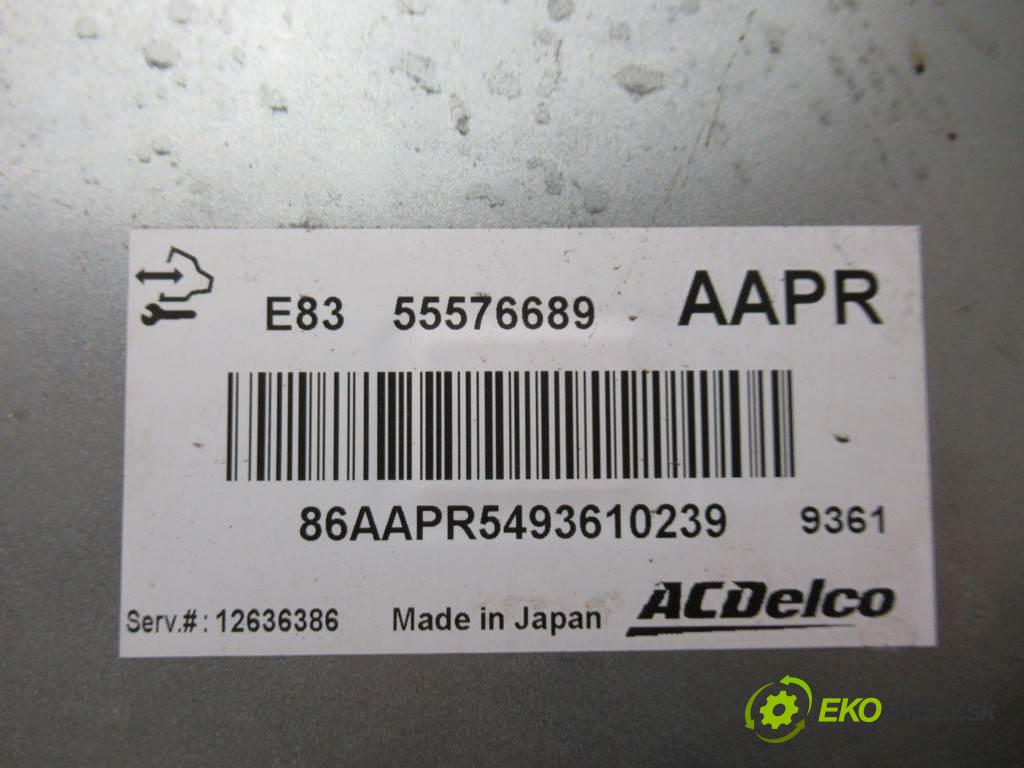 E83 55576689 AAPR
86AAPR5493610239 9361
Serv.#: 12636386 Made in Japan ACDelco
EKO